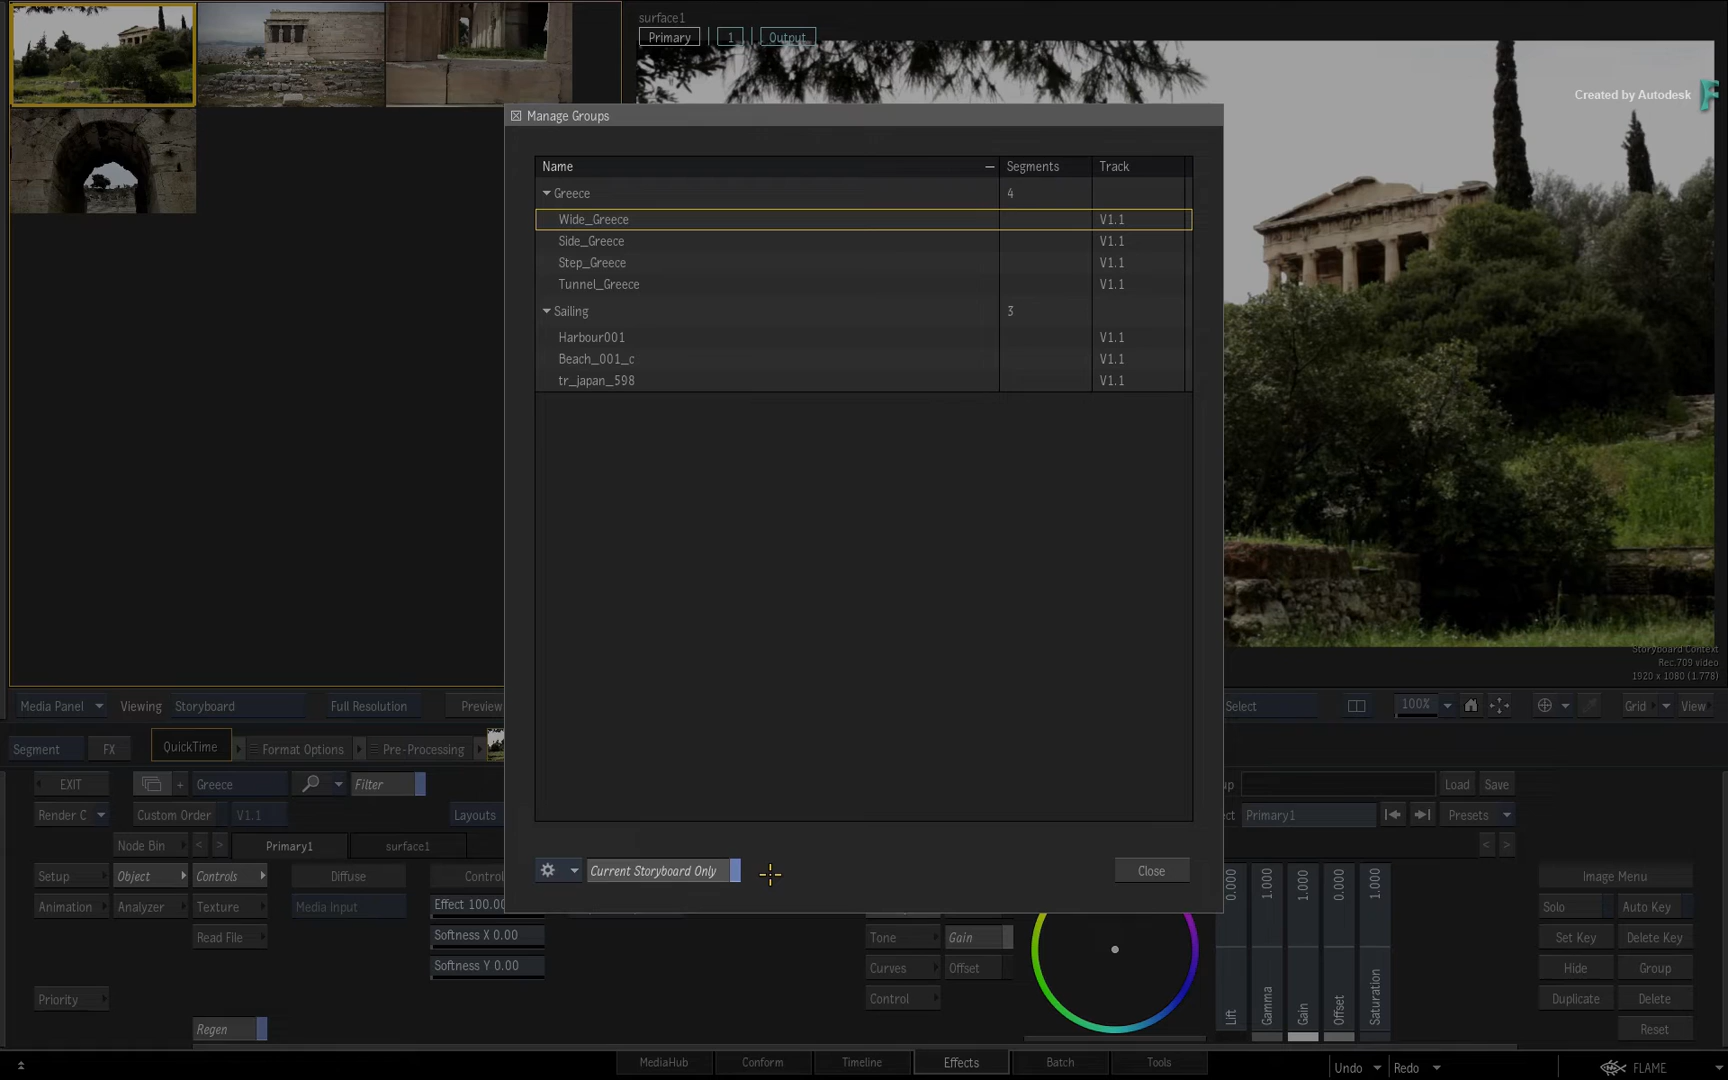 surface1
Primary | 1 | Output
Created by Autodesk
Manage Groups
Name Segments Track
Greece 4
Wide_Greece V1.1
Side_Greece V1.1
Step_Greece V1.1
Tunnel_Greece V1.1
Sailing 3
Harbour001 V1.1
Beach_001_c V1.1
tr_japan_598 V1.1
Current Storyboard Only Close
Storyboard Context
Rec.709 video
1920 x 1080 (1.778)
Media Panel Viewing Storyboard Full Resolution Preview Select 100% Grid View
Segment FX QuickTime Format Options Pre-Processing
EXIT + Greece Filter Load Save
Render C Custom Order V1.1 Layouts Primary1 Presets
Node Bin < > Primary1 surface1 < >
Setup Object Controls Diffuse Image Menu
Animation Analyzer Texture Media Input Effect 100.00 Solo Auto Key
Read File Softness X 0.00 Tone Gain Set Key Delete Key
Softness Y 0.00 Curves Offset Hide Group
Priority Control Duplicate Delete
Regen Reset
0.000 1.000 1.000 0.000 1.000
Lift Gamma Gain Offset Saturation
MediaHub Conform Timeline Effects Batch Tools Undo Redo FLAME